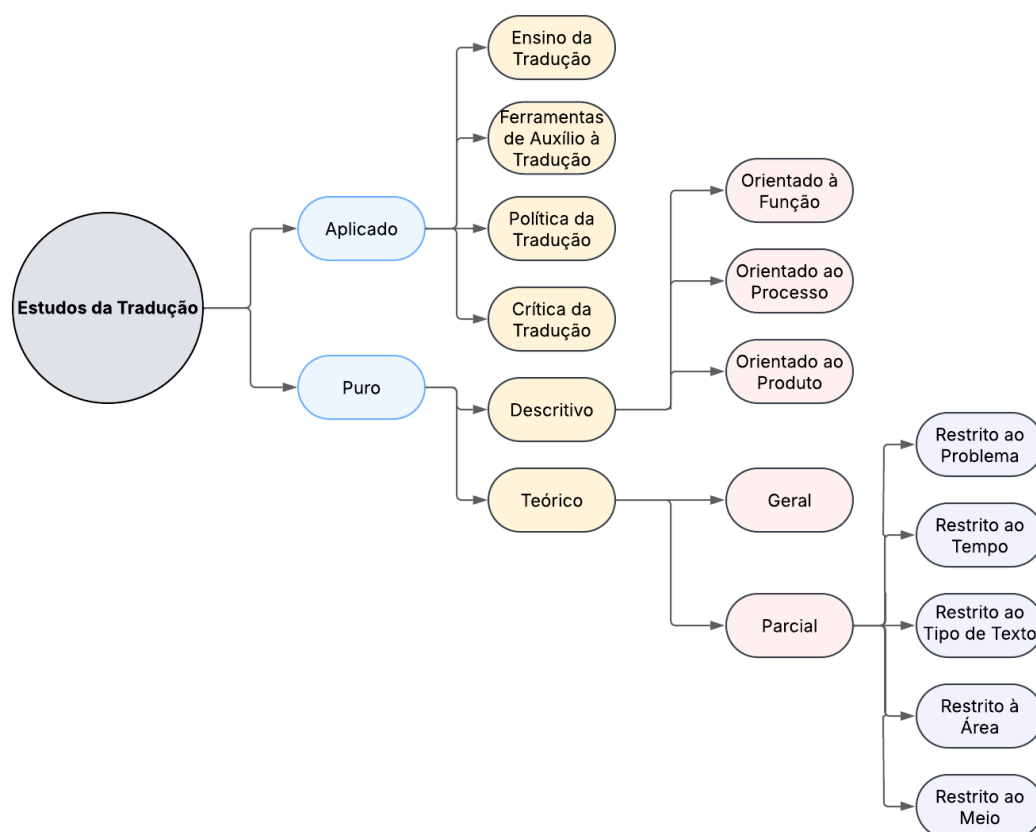 Ensino da
Tradução
Ferramentas
de Auxílio à
Tradução
Orientado à
Função
Aplicado
Política da
Tradução
Orientado ao
Processo
Estudos da Tradução
Crítica da
Tradução
Orientado ao
Produto
Puro
Descritivo
Restrito ao
Problema
Teórico
Geral
Restrito ao
Tempo
Parcial
Restrito ao
Tipo de Texto
Restrito à
Área
Restrito ao
Meio